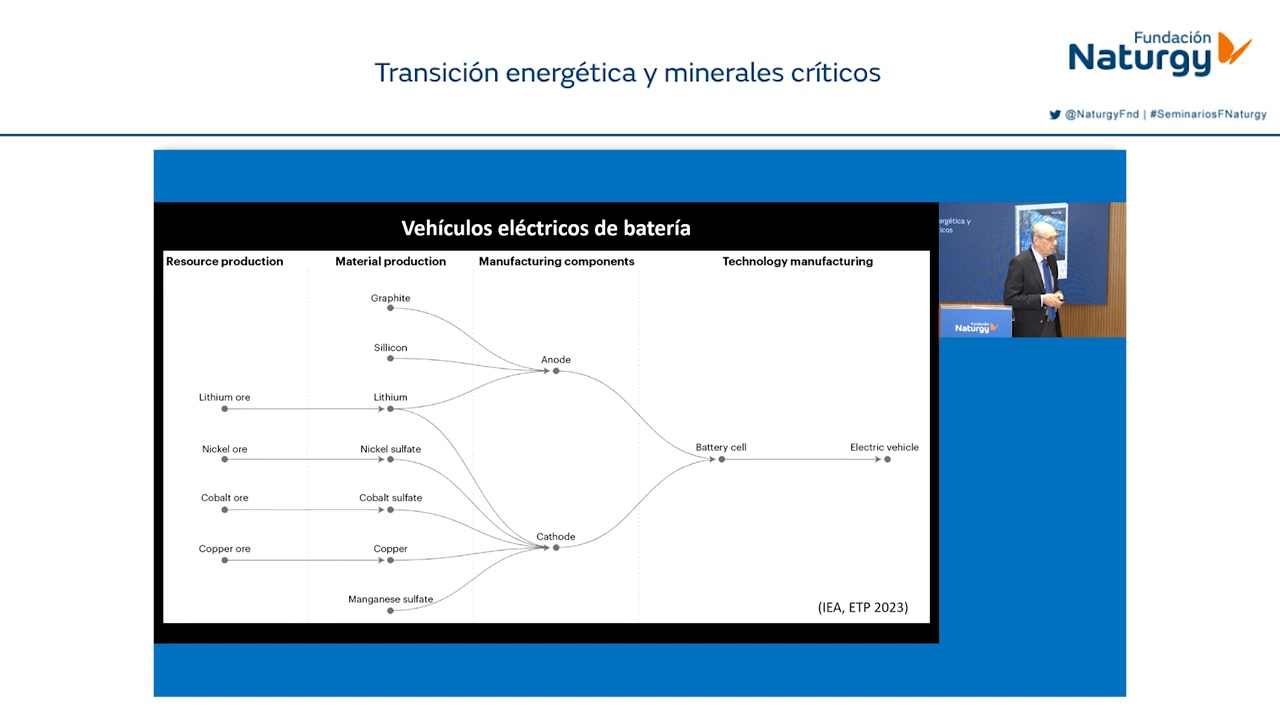 Transición energética y minerales críticos
Fundación
Naturgy
@NaturgyFnd | #SeminariosFNaturgy
Vehículos eléctricos de batería
Resource production
Material production
Manufacturing components
Technology manufacturing
Graphite
Sillicon
Anode
Lithium ore
Lithium
Nickel ore
Nickel sulfate
Battery cell
Electric vehicle
Cobalt ore
Cobalt sulfate
Cathode
Copper ore
Copper
Manganese sulfate
(IEA, ETP 2023)
ergética y
icos
Fundación
Naturgy